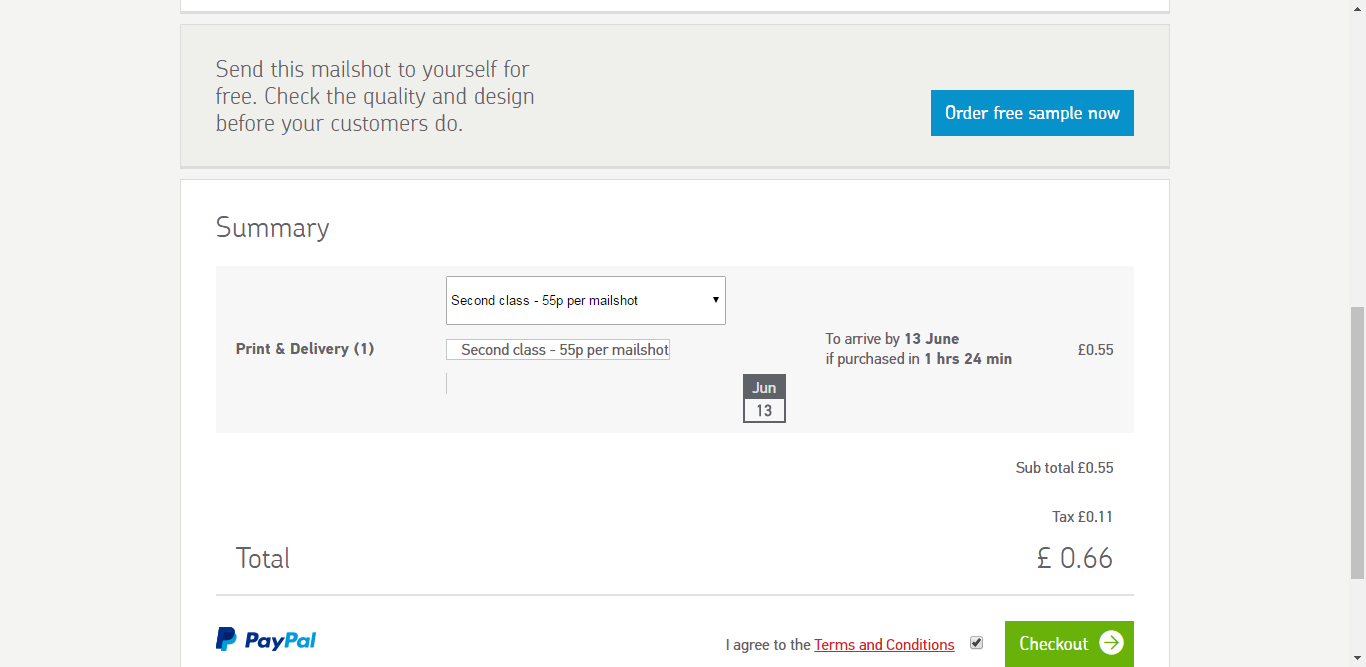 Send this mailshot to yourself for
free. Check the quality and design
before your customers do.
Order free sample now
Summary
Second class - 55p per mailshot
Print & Delivery (1)
Second class - 55p per mailshot
To arrive by 13 June
if purchased in 1 hrs 24 min
£0.55
Jun
13
Sub total £0.55
Tax £0.11
Total
£ 0.66
PayPal
I agree to the Terms and Conditions
Checkout